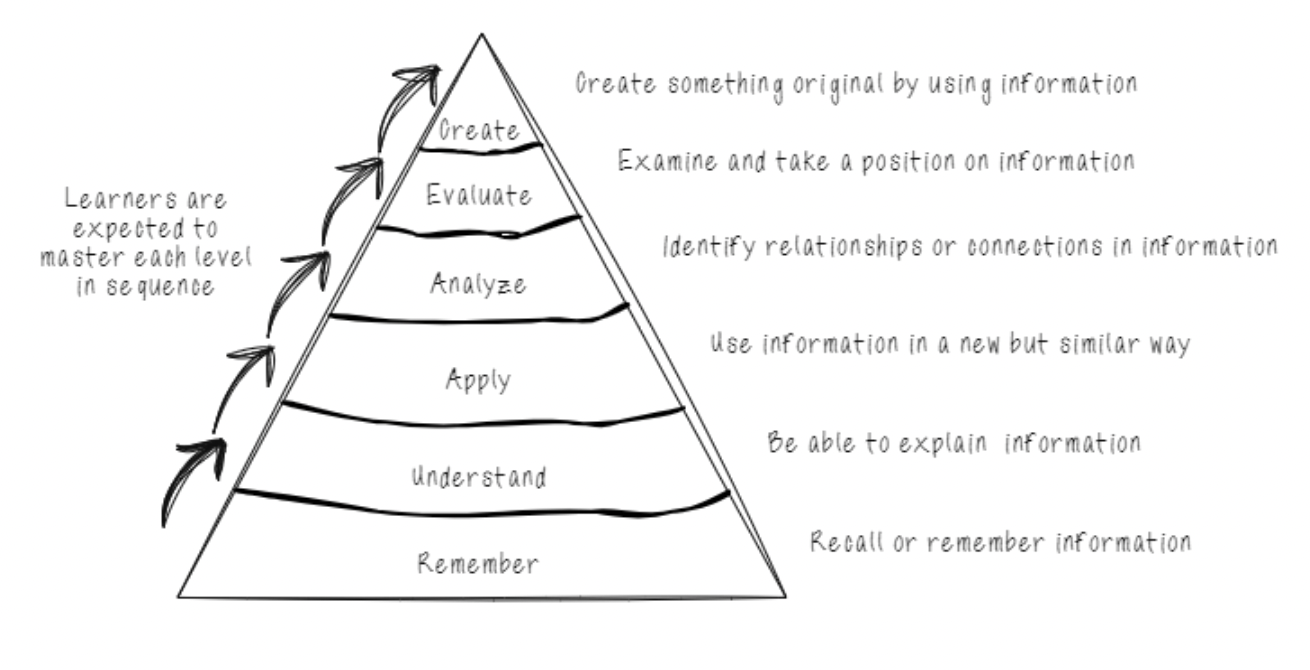 Create something original by using information
Create
Examine and take a position on information
Evaluate
Learners are
expected to
master each level
in sequence
Identify relationships or connections in information
Analyze
Use information in a new but similar way
Apply
Be able to explain information
Understand
Recall or remember information
Remember